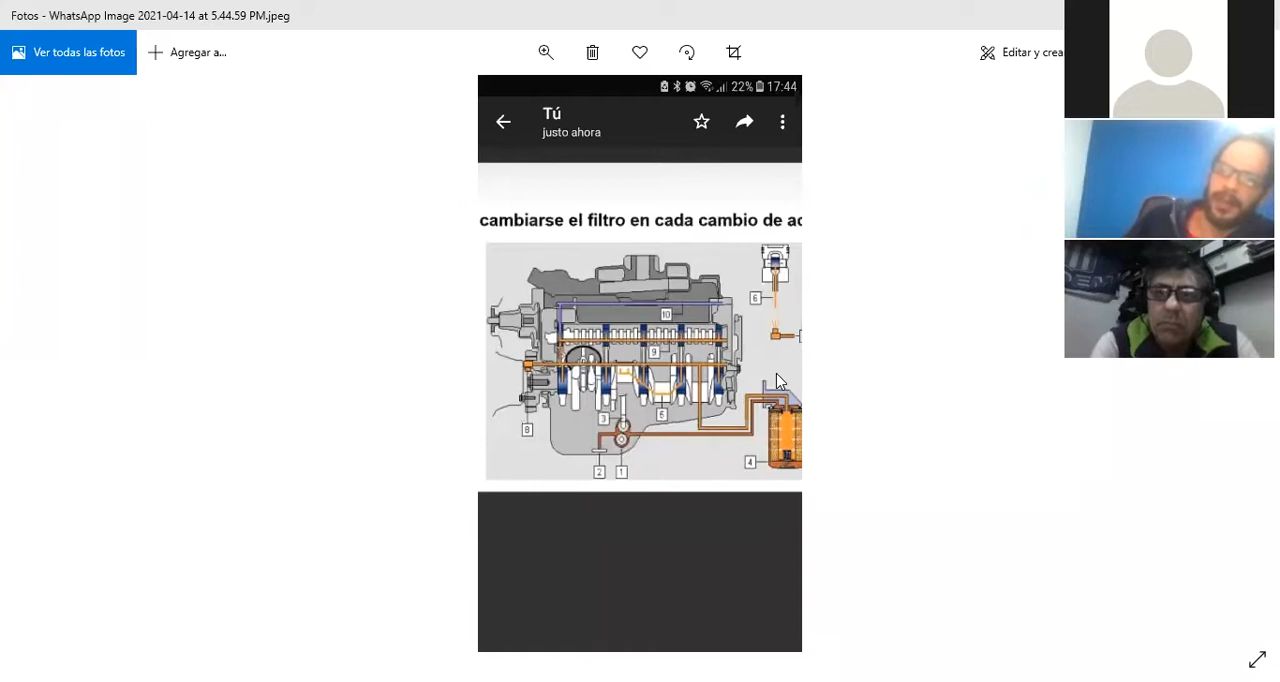 Fotos - WhatsApp Image 2021-04-14 at 5.44.59 PM.jpeg
Ver todas las fotos
Agregar a...
Editar y crea
22% 17:44
Tú
justo ahora
cambiarse el filtro en cada cambio de ac
6
10
9
3
5
8
4
2
1